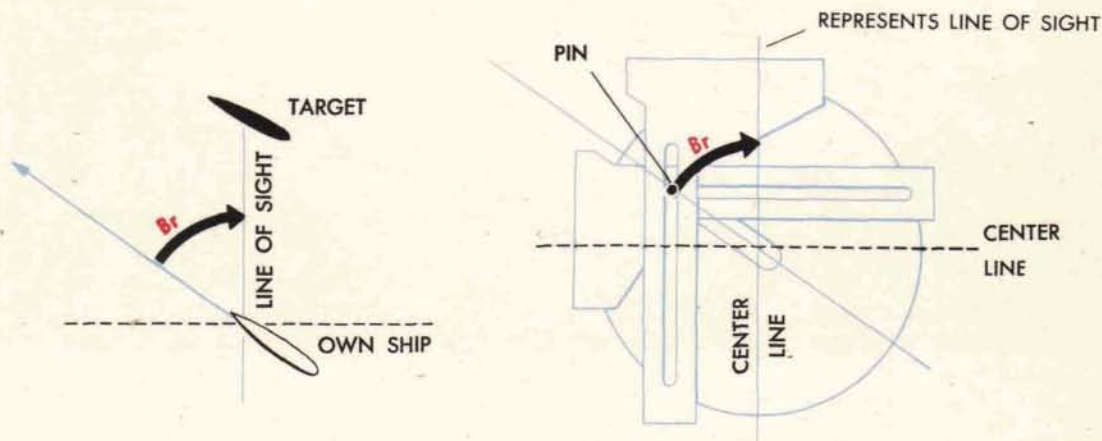 TARGET
LINE OF SIGHT
Br
OWN SHIP
REPRESENTS LINE OF SIGHT
PIN
Br
CENTER
LINE
CENTER
LINE